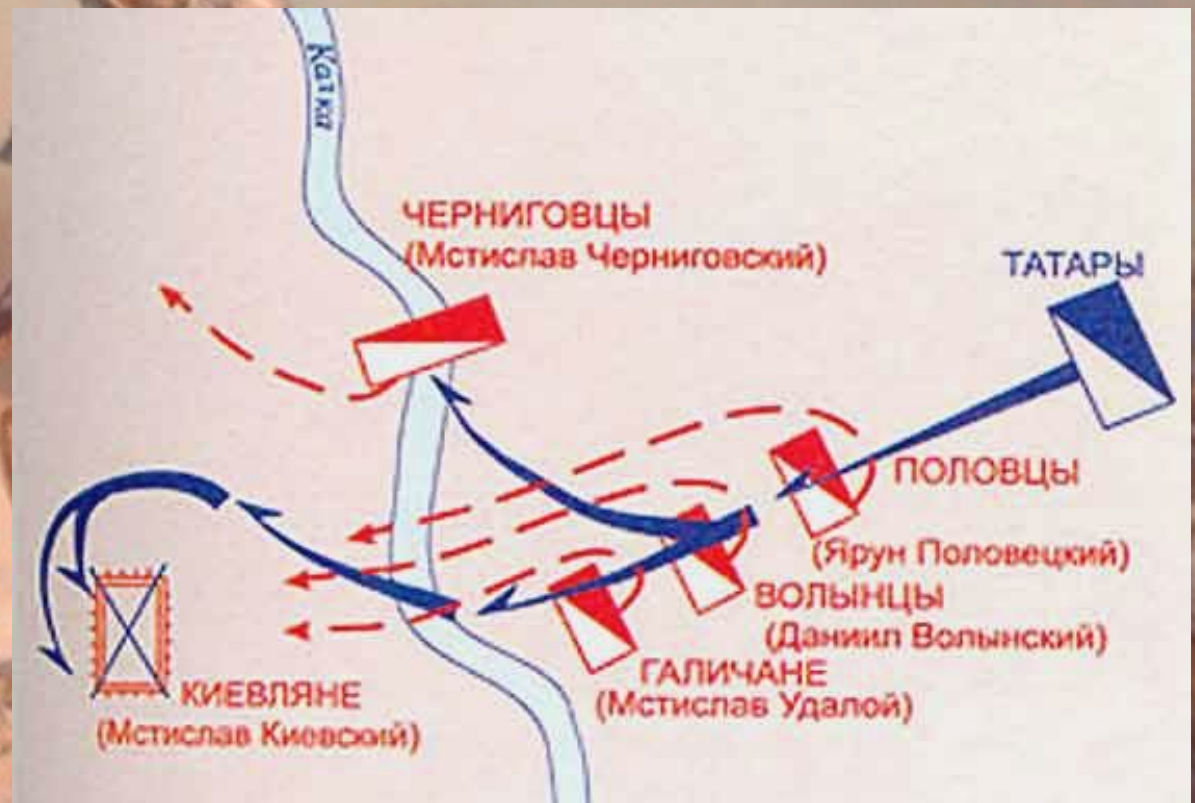 Калка
ЧЕРНИГОВЦЫ
(Мстислав Черниговский)
ТАТАРЫ
ПОЛОВЦЫ
(Ярун Половецкий)
ВОЛЫНЦЫ
(Даниил Волынский)
ГАЛИЧАНЕ
(Мстислав Удалой)
КИЕВЛЯНЕ
(Мстислав Киевский)